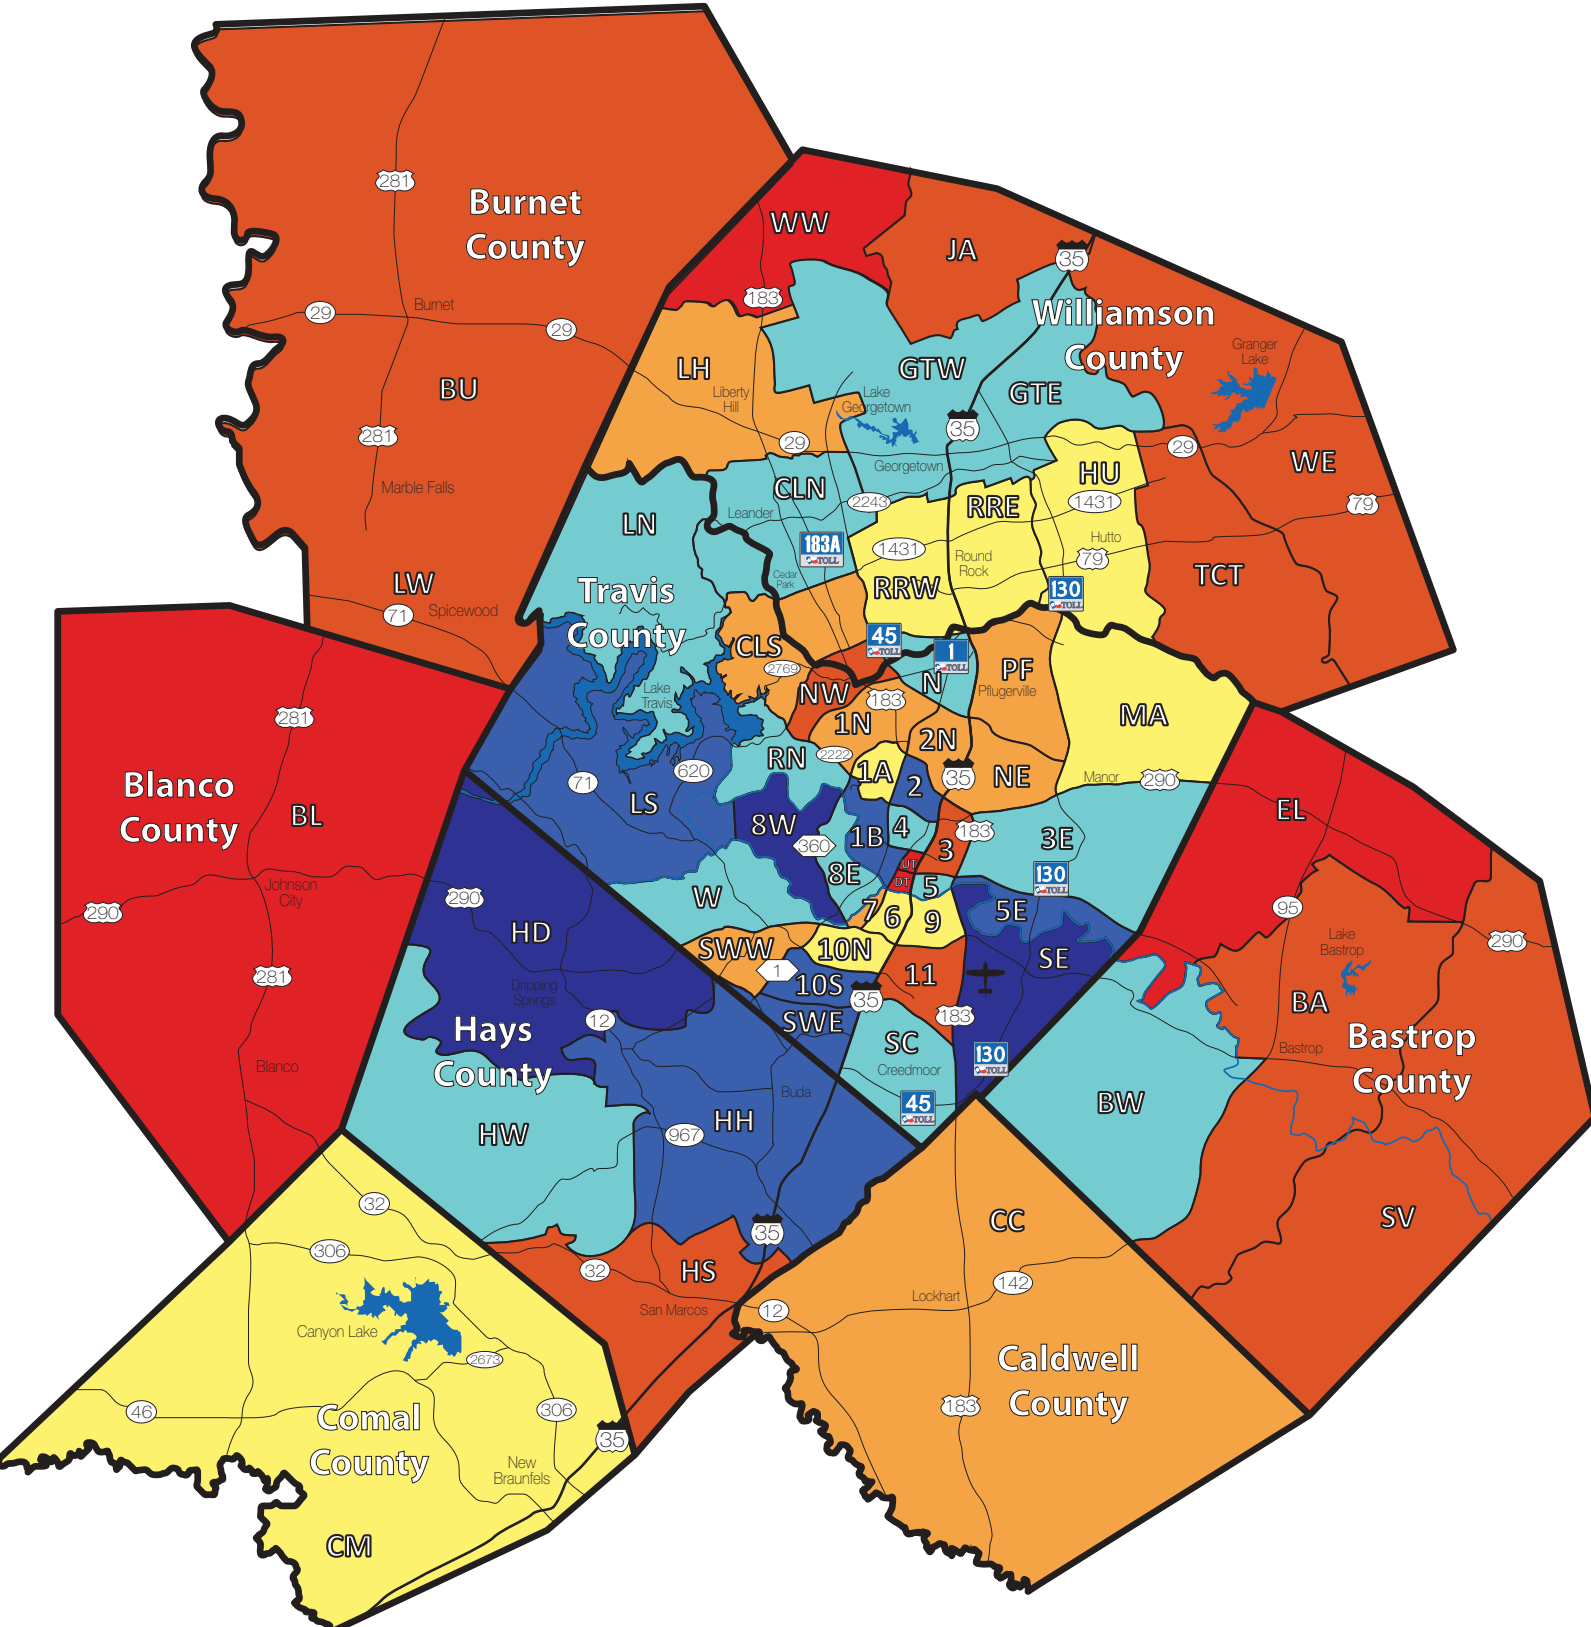 Burnet
County
281
29
Burnet
29
BU
281
Marble Falls
LW
71
Spicewood
WW
183
JA
35
Williamson
County
Granger
Lake
LH
Liberty
Hill
GTW
Lake
Georgetown
GTE
35
29
Georgetown
29
WE
HU
1431
79
CLN
Leander
2243
RRE
183A
TOLL
Cedar
Park
1431
Round
Rock
Hutto
79
RRW
130
TOLL
TCT
LN
Travis
County
CLS
2769
45
TOLL
1
TOLL
N
PF
Pflugerville
Lake
Travis
NW
183
1N
2N
MA
RN
2222
1A
2
35
NE
Manor
290
71
620
LS
8W
360
1B
4
3
183
3E
UT
DT
8E
5
130
TOLL
W
7
6
9
5E
SE
SWW
1
10N
10S
11
35
SWE
183
SC
Creedmoor
130
TOLL
45
TOLL
Blanco
County
BL
281
Johnson
City
290
281
Blanco
290
HD
Dripping
Springs
12
Hays
County
HW
HH
Buda
967
35
32
HS
San Marcos
12
EL
95
290
Lake
Bastrop
BA
Bastrop
County
Bastrop
BW
SV
CC
142
Lockhart
Caldwell
County
183
32
306
Canyon Lake
2673
46
306
Comal
County
35
New
Braunfels
CM